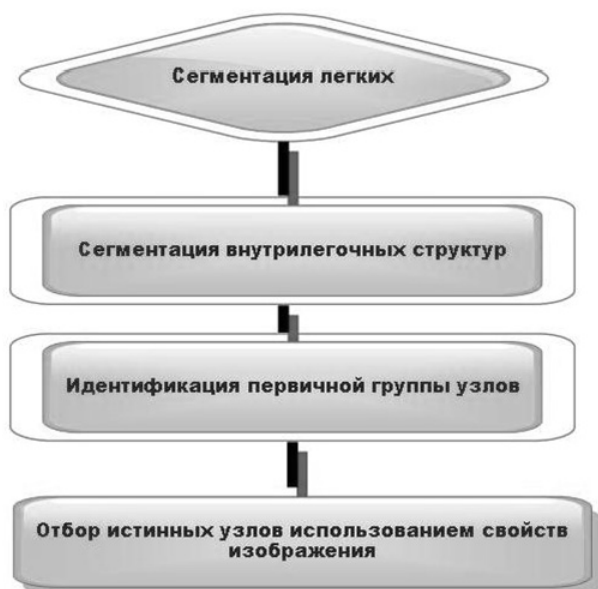 Сегментация легких
Сегментация внутрилегочных структур
Идентификация первичной группы узлов
Отбор истинных узлов использованием свойств
изображения